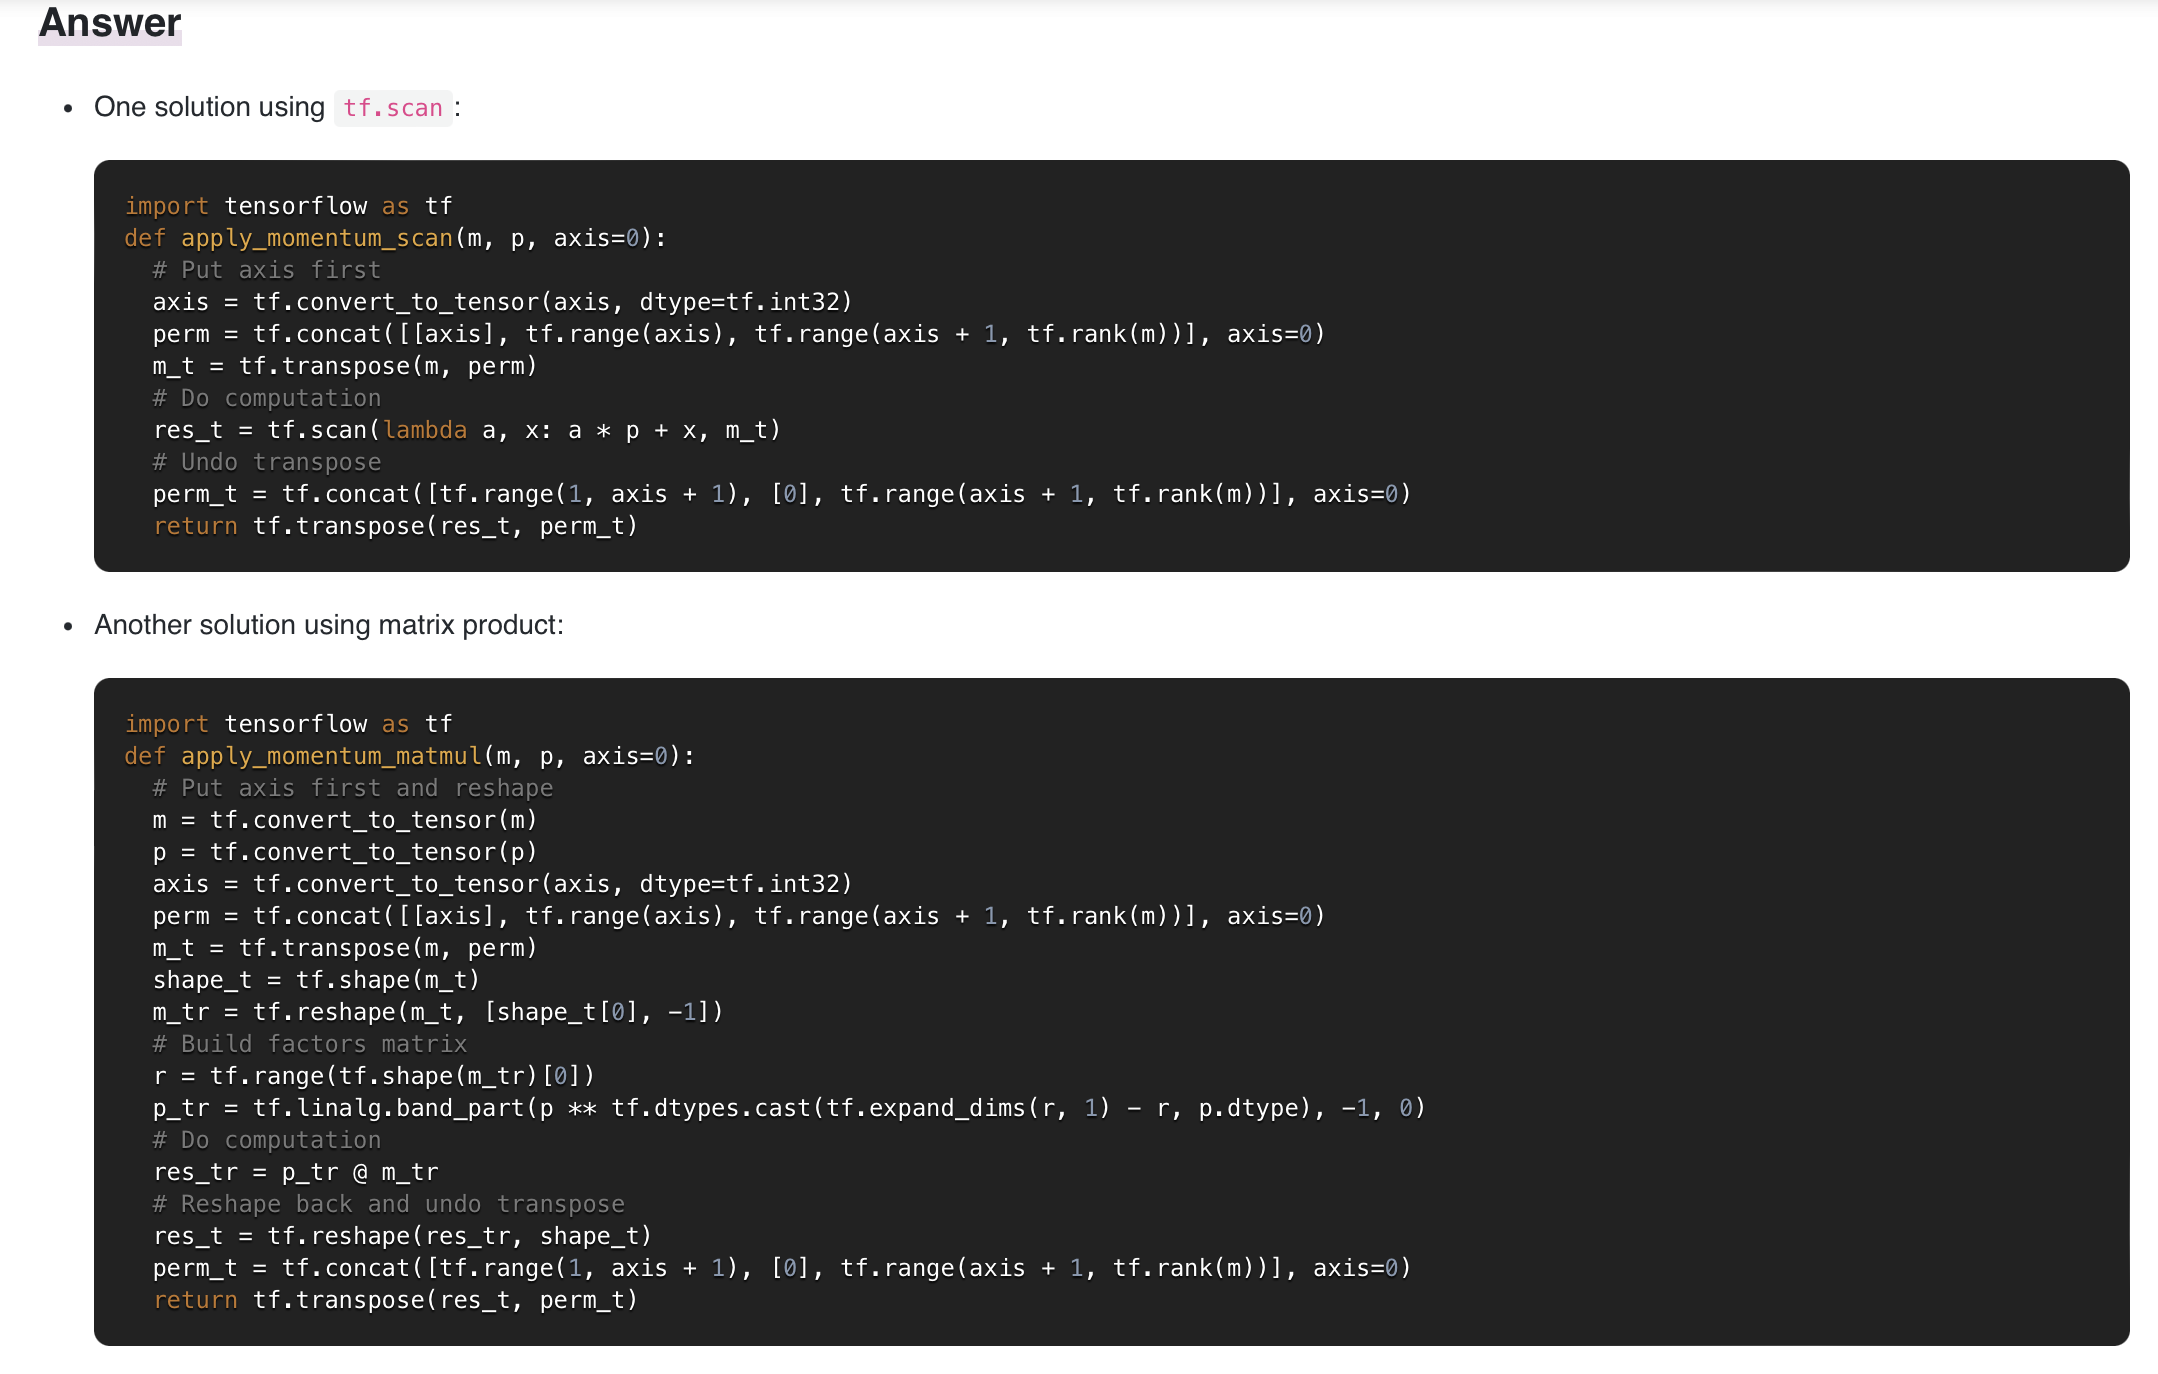 Answer
• One solution using tf.scan:
import tensorflow as tf
def apply_momentum_scan(m, p, axis=0):
  # Put axis first
  axis = tf.convert_to_tensor(axis, dtype=tf.int32)
  perm = tf.concat([[axis], tf.range(axis), tf.range(axis + 1, tf.rank(m))], axis=0)
  m_t = tf.transpose(m, perm)
  # Do computation
  res_t = tf.scan(lambda a, x: a * p + x, m_t)
  # Undo transpose
  perm_t = tf.concat([tf.range(1, axis + 1), [0], tf.range(axis + 1, tf.rank(m))], axis=0)
  return tf.transpose(res_t, perm_t)
• Another solution using matrix product:
import tensorflow as tf
def apply_momentum_matmul(m, p, axis=0):
  # Put axis first and reshape
  m = tf.convert_to_tensor(m)
  p = tf.convert_to_tensor(p)
  axis = tf.convert_to_tensor(axis, dtype=tf.int32)
  perm = tf.concat([[axis], tf.range(axis), tf.range(axis + 1, tf.rank(m))], axis=0)
  m_t = tf.transpose(m, perm)
  shape_t = tf.shape(m_t)
  m_tr = tf.reshape(m_t, [shape_t[0], -1])
  # Build factors matrix
  r = tf.range(tf.shape(m_tr)[0])
  p_tr = tf.linalg.band_part(p ** tf.dtypes.cast(tf.expand_dims(r, 1) - r, p.dtype), -1, 0)
  # Do computation
  res_tr = p_tr @ m_tr
  # Reshape back and undo transpose
  res_t = tf.reshape(res_tr, shape_t)
  perm_t = tf.concat([tf.range(1, axis + 1), [0], tf.range(axis + 1, tf.rank(m))], axis=0)
  return tf.transpose(res_t, perm_t)